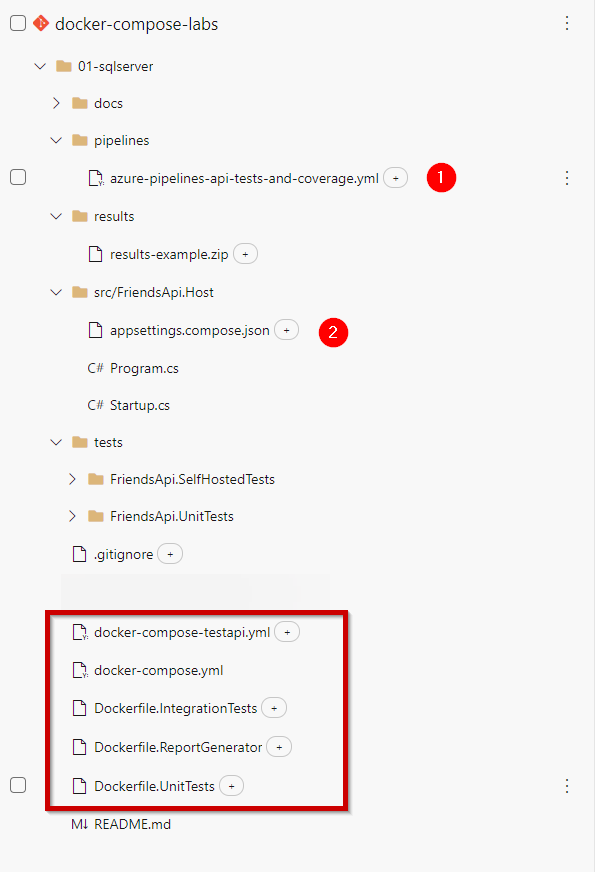 docker-compose-labs
01-sqlserver
docs
pipelines
azure-pipelines-api-tests-and-coverage.yml + 1
results
results-example.zip +
src/FriendsApi.Host
appsettings.compose.json + 2
C# Program.cs
C# Startup.cs
tests
FriendsApi.SelfHostedTests
FriendsApi.UnitTests
.gitignore +
docker-compose-testapi.yml +
docker-compose.yml
Dockerfile.IntegrationTests +
Dockerfile.ReportGenerator +
Dockerfile.UnitTests +
M↓ README.md